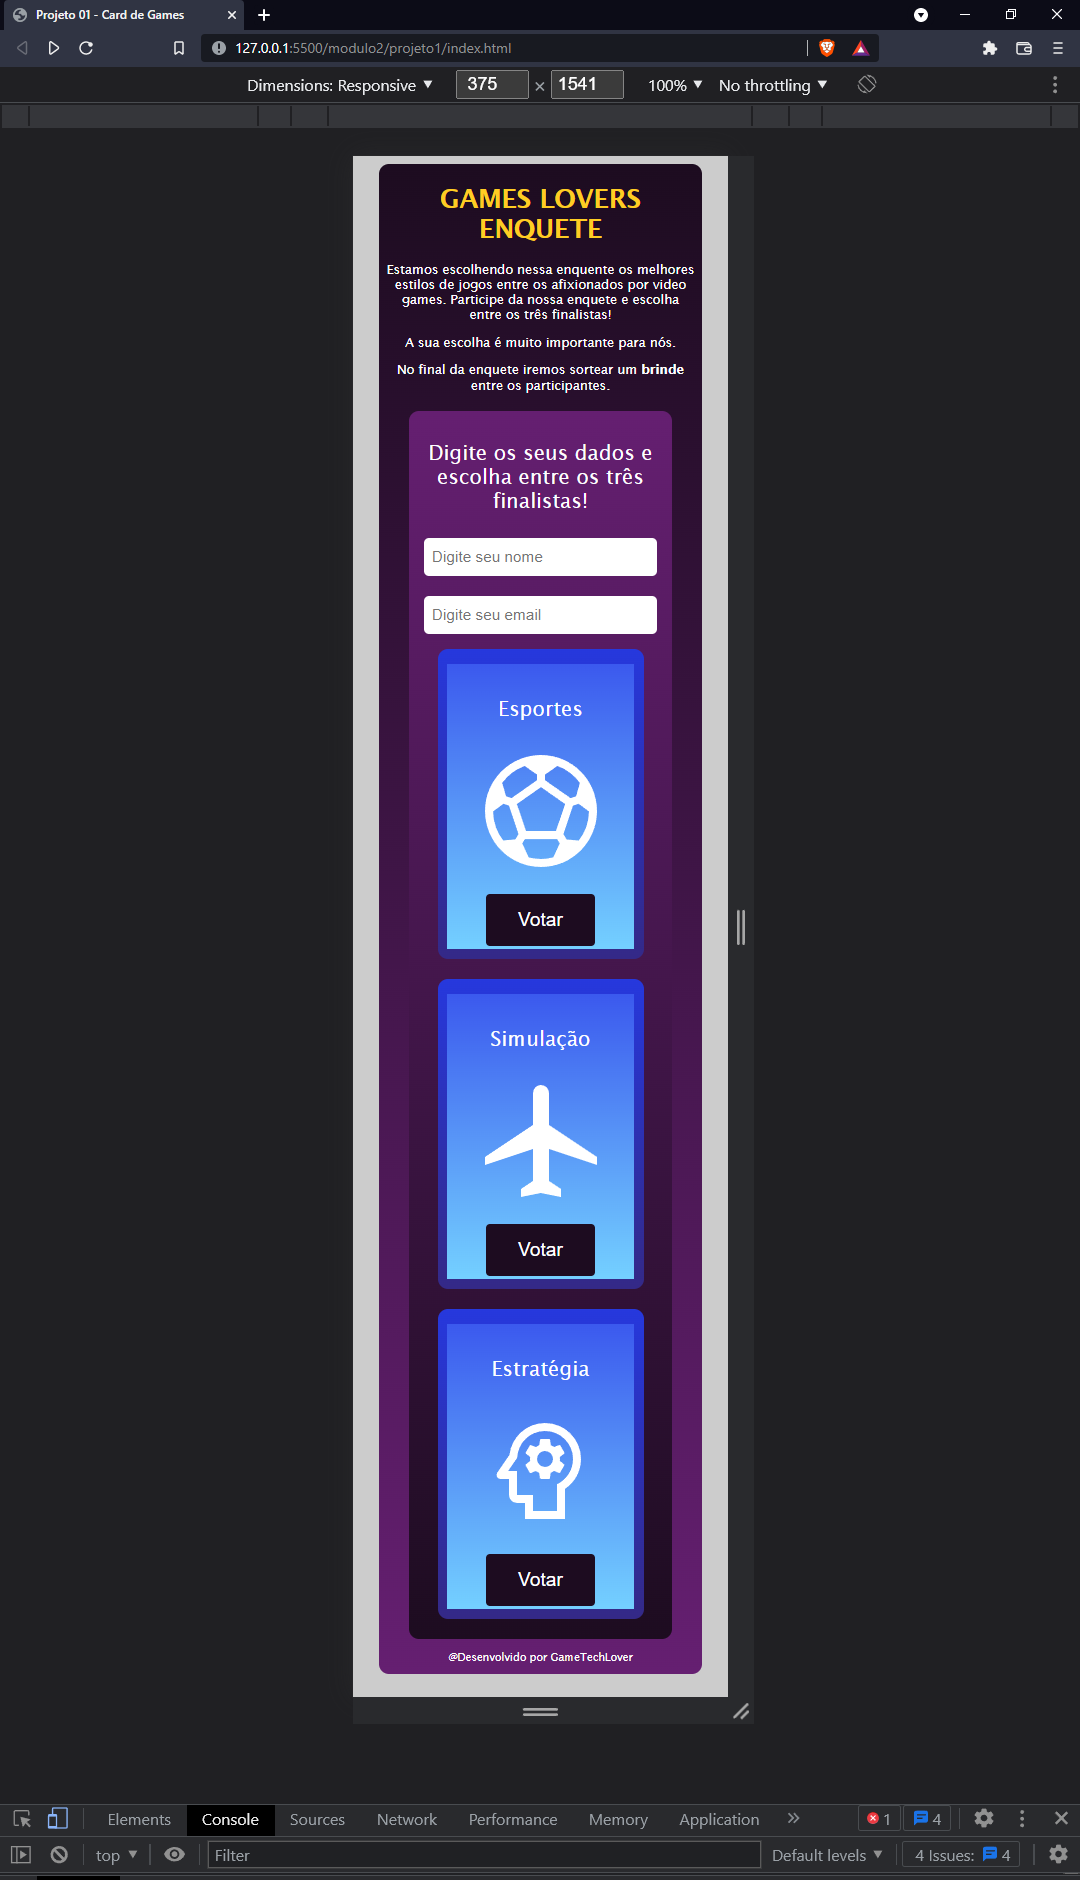 Projeto 01 - Card de Games
127.0.0.1:5500/modulo2/projeto1/index.html
Dimensions: Responsive 375 × 1541 100% No throttling
GAMES LOVERS
ENQUETE
Estamos escolhendo nessa enquente os melhores
estilos de jogos entre os afixionados por video
games. Participe da nossa enquete e escolha
entre os três finalistas!
A sua escolha é muito importante para nós.
No final da enquete iremos sortear um brinde
entre os participantes.
Digite os seus dados e
escolha entre os três
finalistas!
Digite seu nome
Digite seu email
Esportes
Votar
Simulação
Votar
Estratégia
Votar
@Desenvolvido por GameTechLover
Elements Console Sources Network Performance Memory Application 1 4
top Filter Default levels 4 Issues: 4